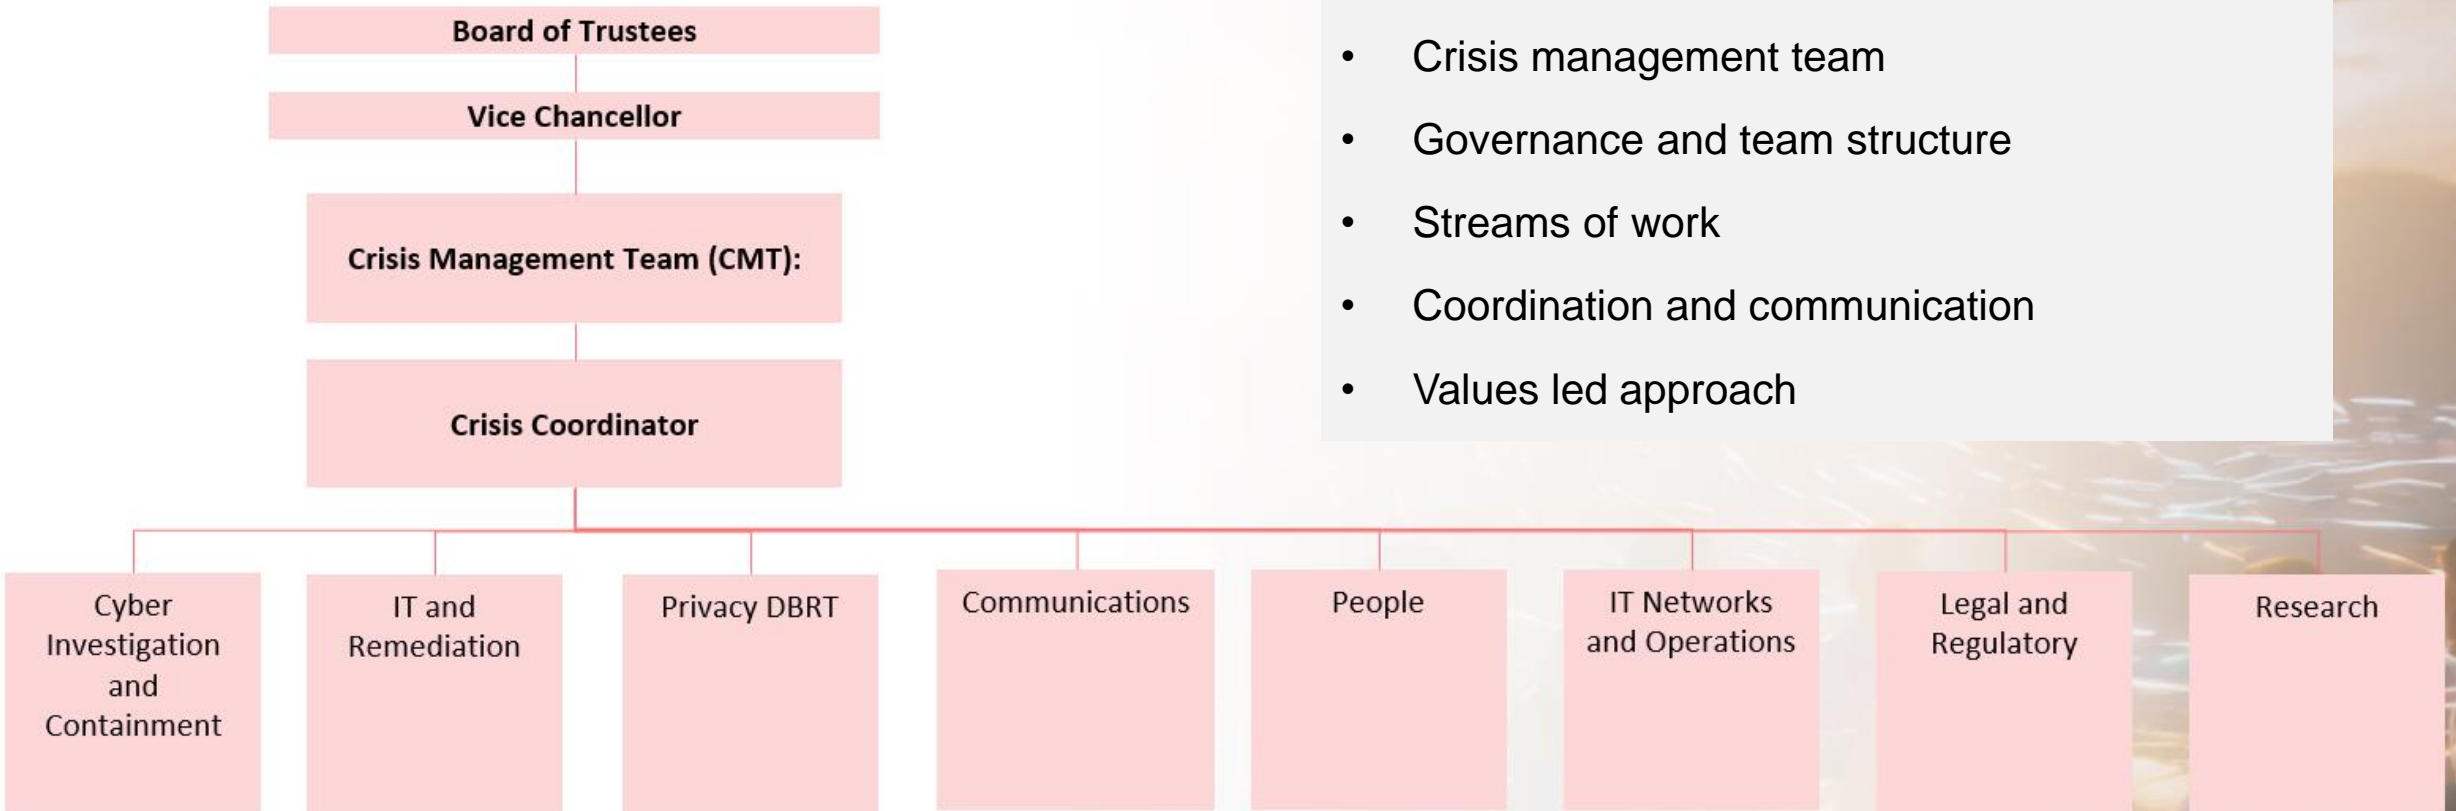 Board of Trustees
Vice Chancellor
Crisis Management Team (CMT):
Crisis Coordinator
• Crisis management team
• Governance and team structure
• Streams of work
• Coordination and communication
• Values led approach
Cyber
Investigation
and
Containment
IT and
Remediation
Privacy DBRT
Communications
People
IT Networks
and Operations
Legal and
Regulatory
Research